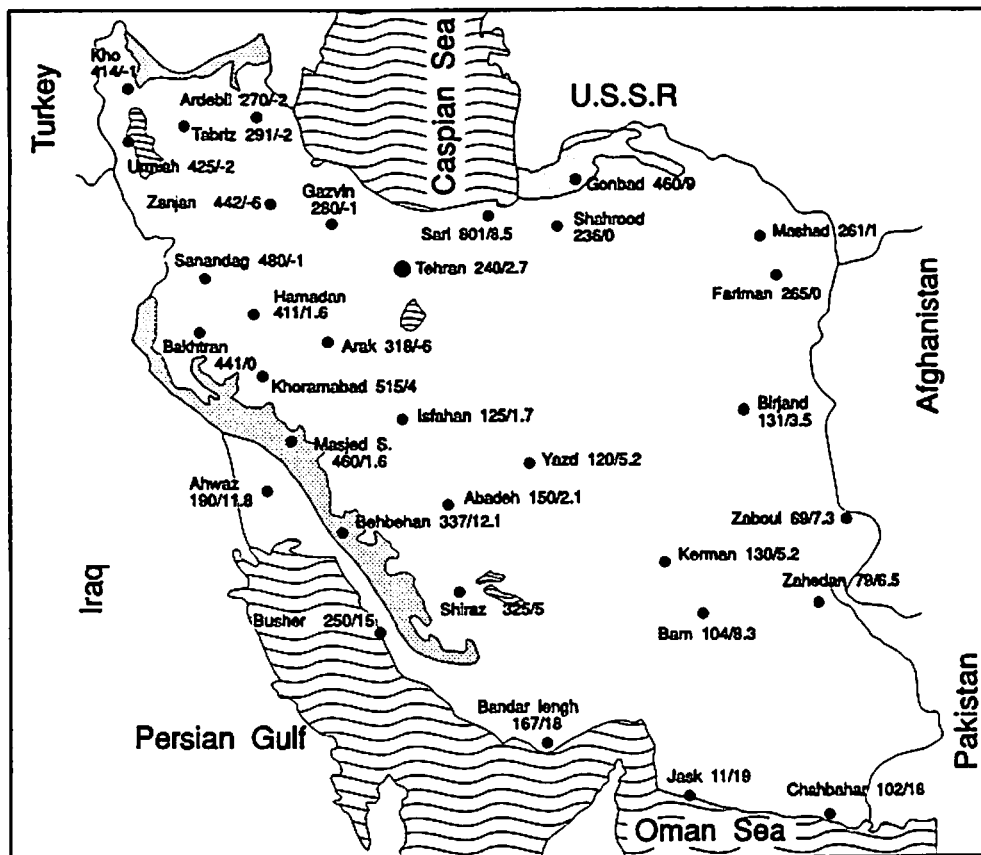 Turkey
Kho
414/-1
Ardebil 270/-2
Tabriz 291/-2
Urmiah 425/-2
Caspian Sea
U.S.S.R
Gonbad 460/9
Zanjan 442/-6
Gazvin
280/-1
Sari 801/8.5
Shahrood
236/0
Mashad 261/1
Sanandag 480/-1
Tehran 240/2.7
Fariman 265/0
Hamadan
411/1.6
Afghanistan
Bakhtran
441/0
Arak 318/-6
Khoramabad 515/4
Isfahan 125/1.7
Birjand
131/3.5
Masjed S.
460/1.6
Yazd 120/5.2
Ahwaz
190/11.8
Abadeh 150/2.1
Zaboul 69/7.3
Behbehan 337/12.1
Kerman 130/5.2
Iraq
Zahedan 79/6.5
Shiraz 325/5
Busher 250/15
Bam 104/8.3
Pakistan
Bandar lengh
167/18
Persian Gulf
Jask 11/19
Chahbahar 102/16
Oman Sea